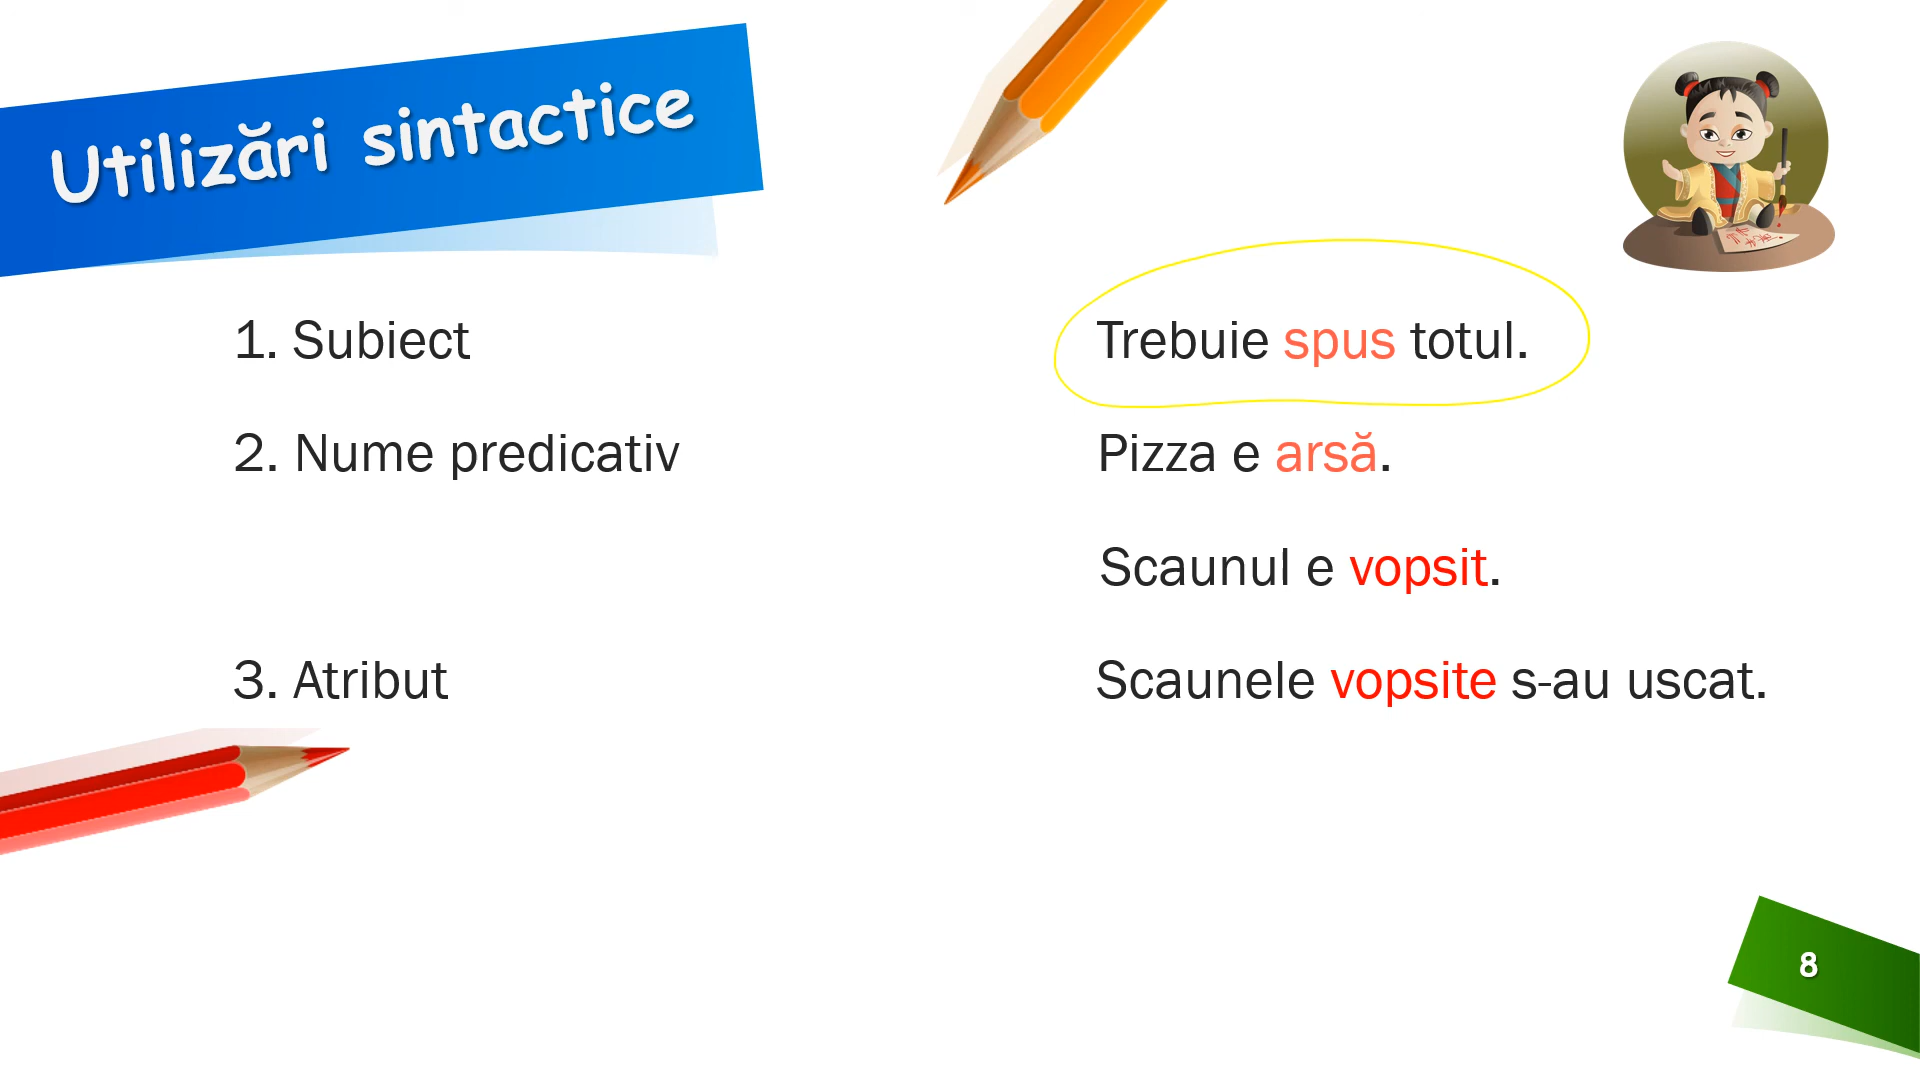 Utilizări sintactice
1. Subiect
Trebuie spus totul.
2. Nume predicativ
Pizza e arsă.
Scaunul e vopsit.
3. Atribut
Scaunele vopsite s-au uscat.
8